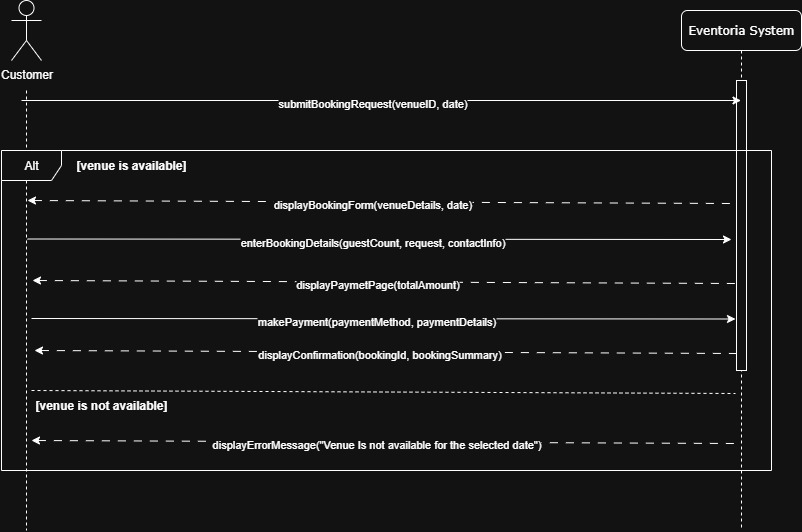 Eventoria System
Customer
submitBookingRequest(venueID, date)
Alt
[venue is available]
displayBookingForm(venueDetails, date)
enterBookingDetails(guestCount, request, contactInfo)
displayPaymetPage(totalAmount)
makePayment(paymentMethod, paymentDetails)
displayConfirmation(bookingId, bookingSummary)
[venue is not available]
displayErrorMessage("Venue Is not available for the selected date")